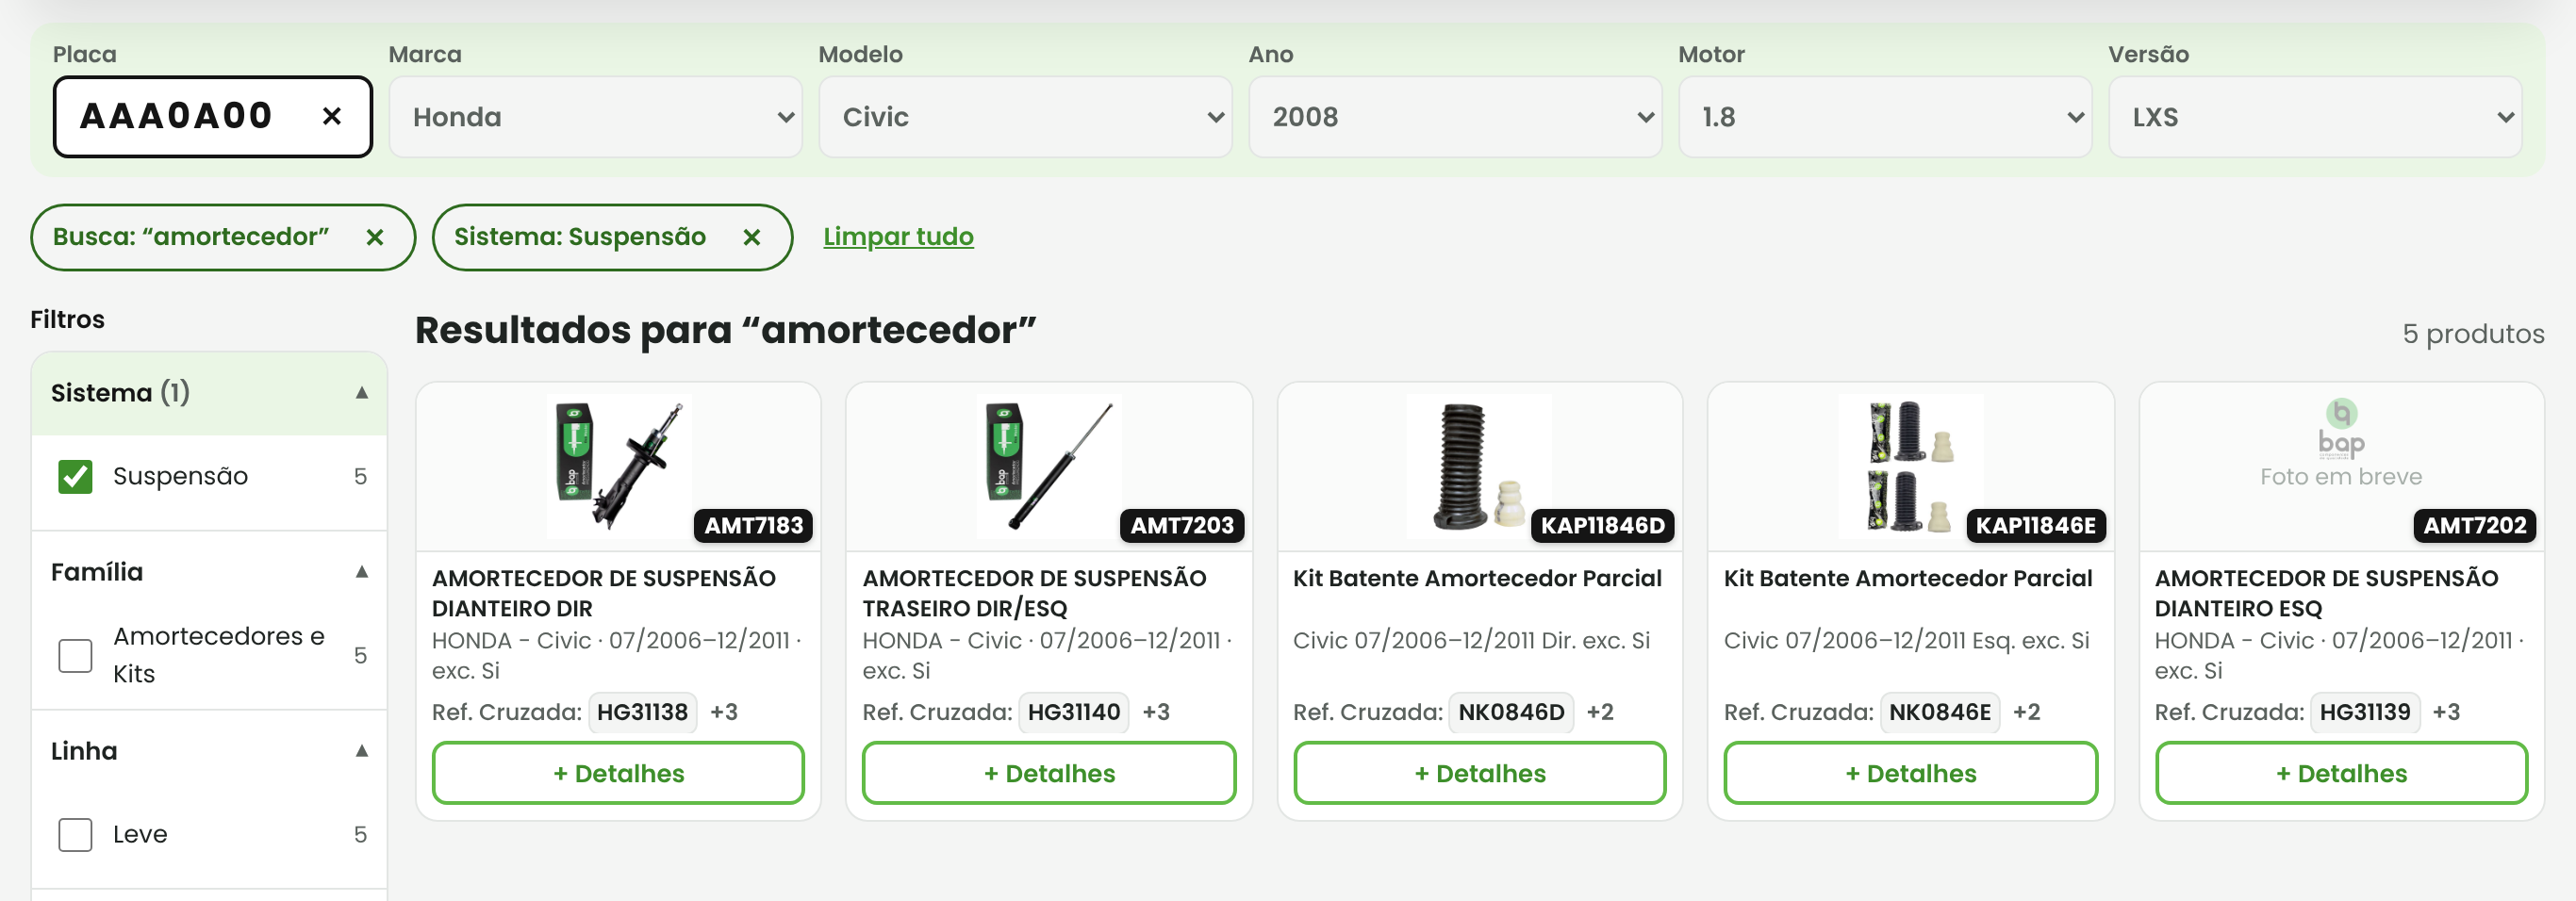 Placa
Marca
Modelo
Ano
Motor
Versão
AAA0A00 ×
Honda
Civic
2008
1.8
LXS
Busca: “amortecedor” ×
Sistema: Suspensão ×
Limpar tudo
Filtros
Sistema (1)
Suspensão 5
Família
Amortecedores e
Kits
5
Linha
Leve 5
Resultados para “amortecedor”
5 produtos
bap
AMT7183
AMORTECEDOR DE SUSPENSÃO
DIANTEIRO DIR
HONDA - Civic · 07/2006–12/2011 ·
exc. Si
Ref. Cruzada: HG31138 +3
+ Detalhes
bap
AMT7203
AMORTECEDOR DE SUSPENSÃO
TRASEIRO DIR/ESQ
HONDA - Civic · 07/2006–12/2011 ·
exc. Si
Ref. Cruzada: HG31140 +3
+ Detalhes
KAP11846D
Kit Batente Amortecedor Parcial
Civic 07/2006–12/2011 Dir. exc. Si
Ref. Cruzada: NK0846D +2
+ Detalhes
KAP11846E
Kit Batente Amortecedor Parcial
Civic 07/2006–12/2011 Esq. exc. Si
Ref. Cruzada: NK0846E +2
+ Detalhes
bap
Foto em breve
AMT7202
AMORTECEDOR DE SUSPENSÃO
DIANTEIRO ESQ
HONDA - Civic · 07/2006–12/2011 ·
exc. Si
Ref. Cruzada: HG31139 +3
+ Detalhes